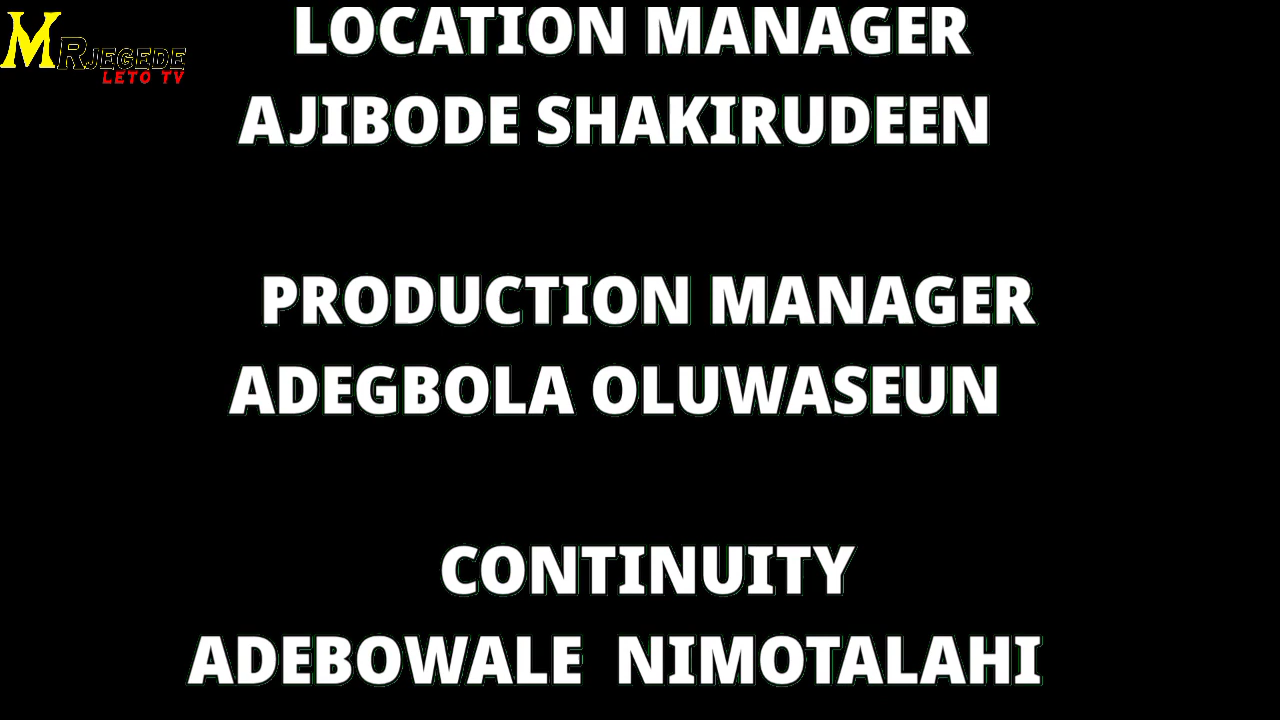 MRJEGEDE
LETO TV
LOCATION MANAGER
AJIBODE SHAKIRUDEEN
PRODUCTION MANAGER
ADEGBOLA OLUWASEUN
CONTINUITY
ADEBOWALE NIMOTALAHI